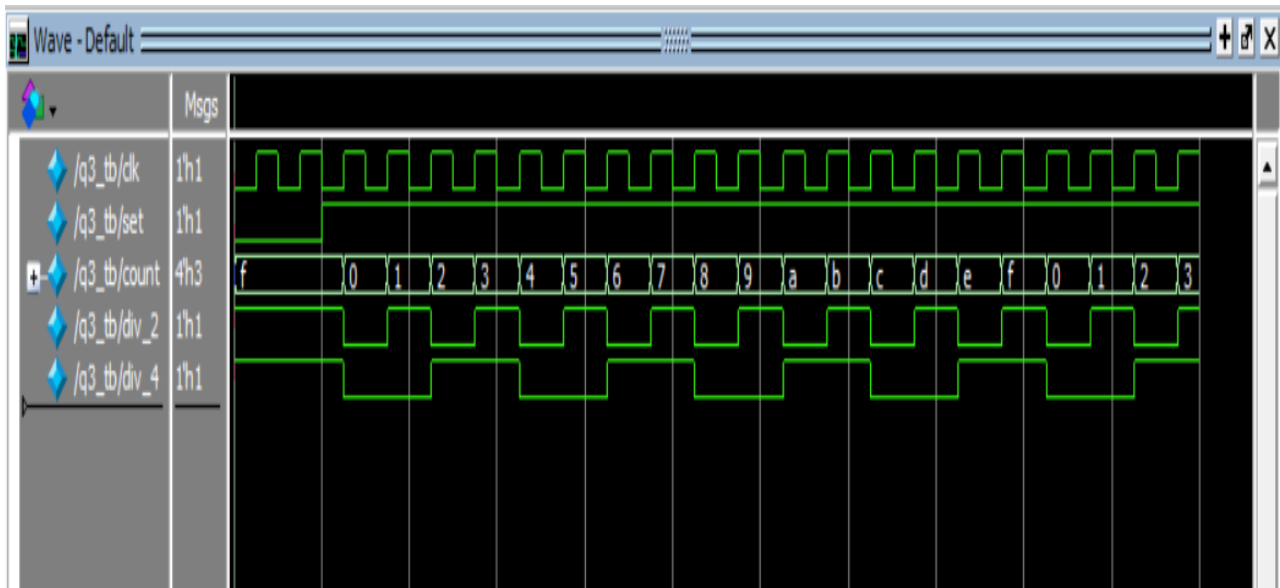 Wave - Default
Msgs
/q3_tb/clk 1'h1
/q3_tb/set 1'h1
/q3_tb/count 4'h3 f 0 1 2 3 4 5 6 7 8 9 a b c d e f 0 1 2 3
/q3_tb/div_2 1'h1
/q3_tb/div_4 1'h1